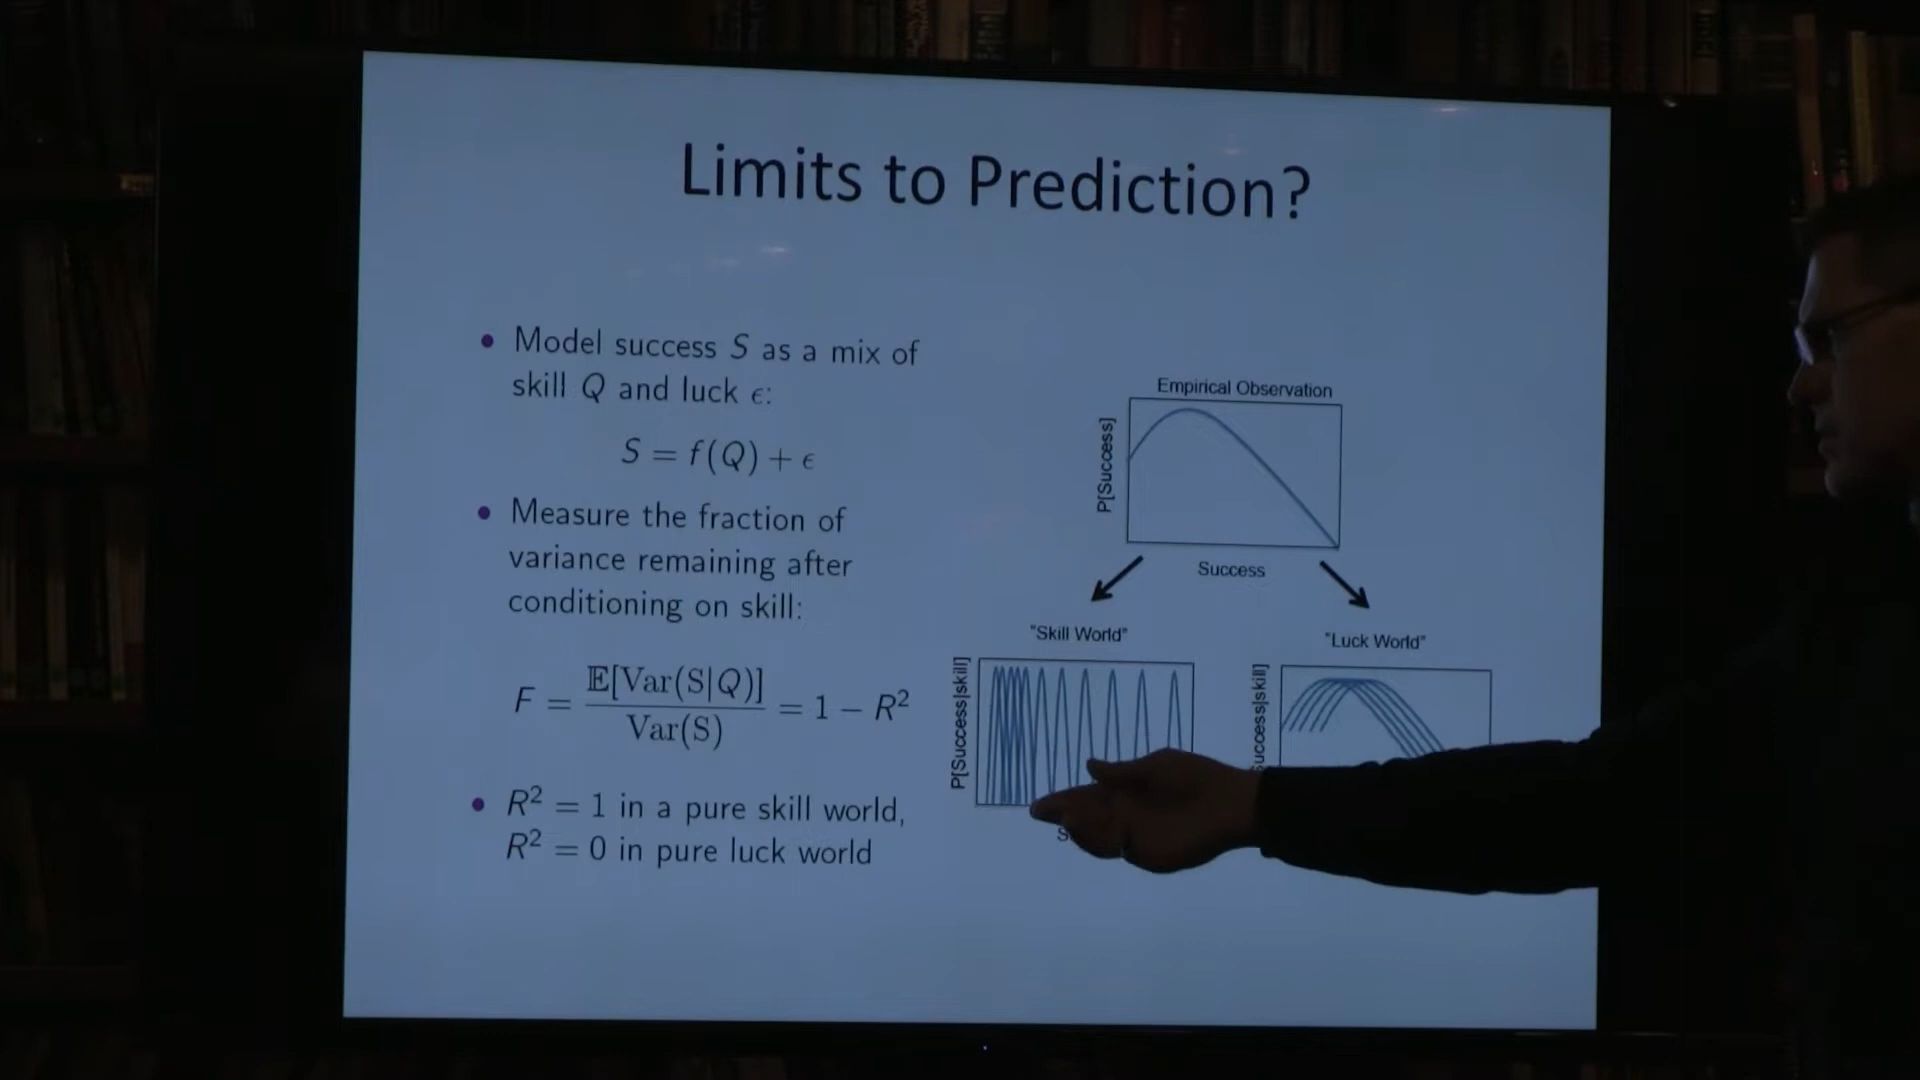 Limits to Prediction?
• Model success S as a mix of
skill Q and luck ϵ:
S = f(Q) + ϵ
• Measure the fraction of
variance remaining after
conditioning on skill:
F = E[Var(S|Q)] / Var(S) = 1 − R²
• R² = 1 in a pure skill world,
R² = 0 in pure luck world
Empirical Observation
P[Success]
Success
"Skill World"
P[Success|skill]
"Luck World"